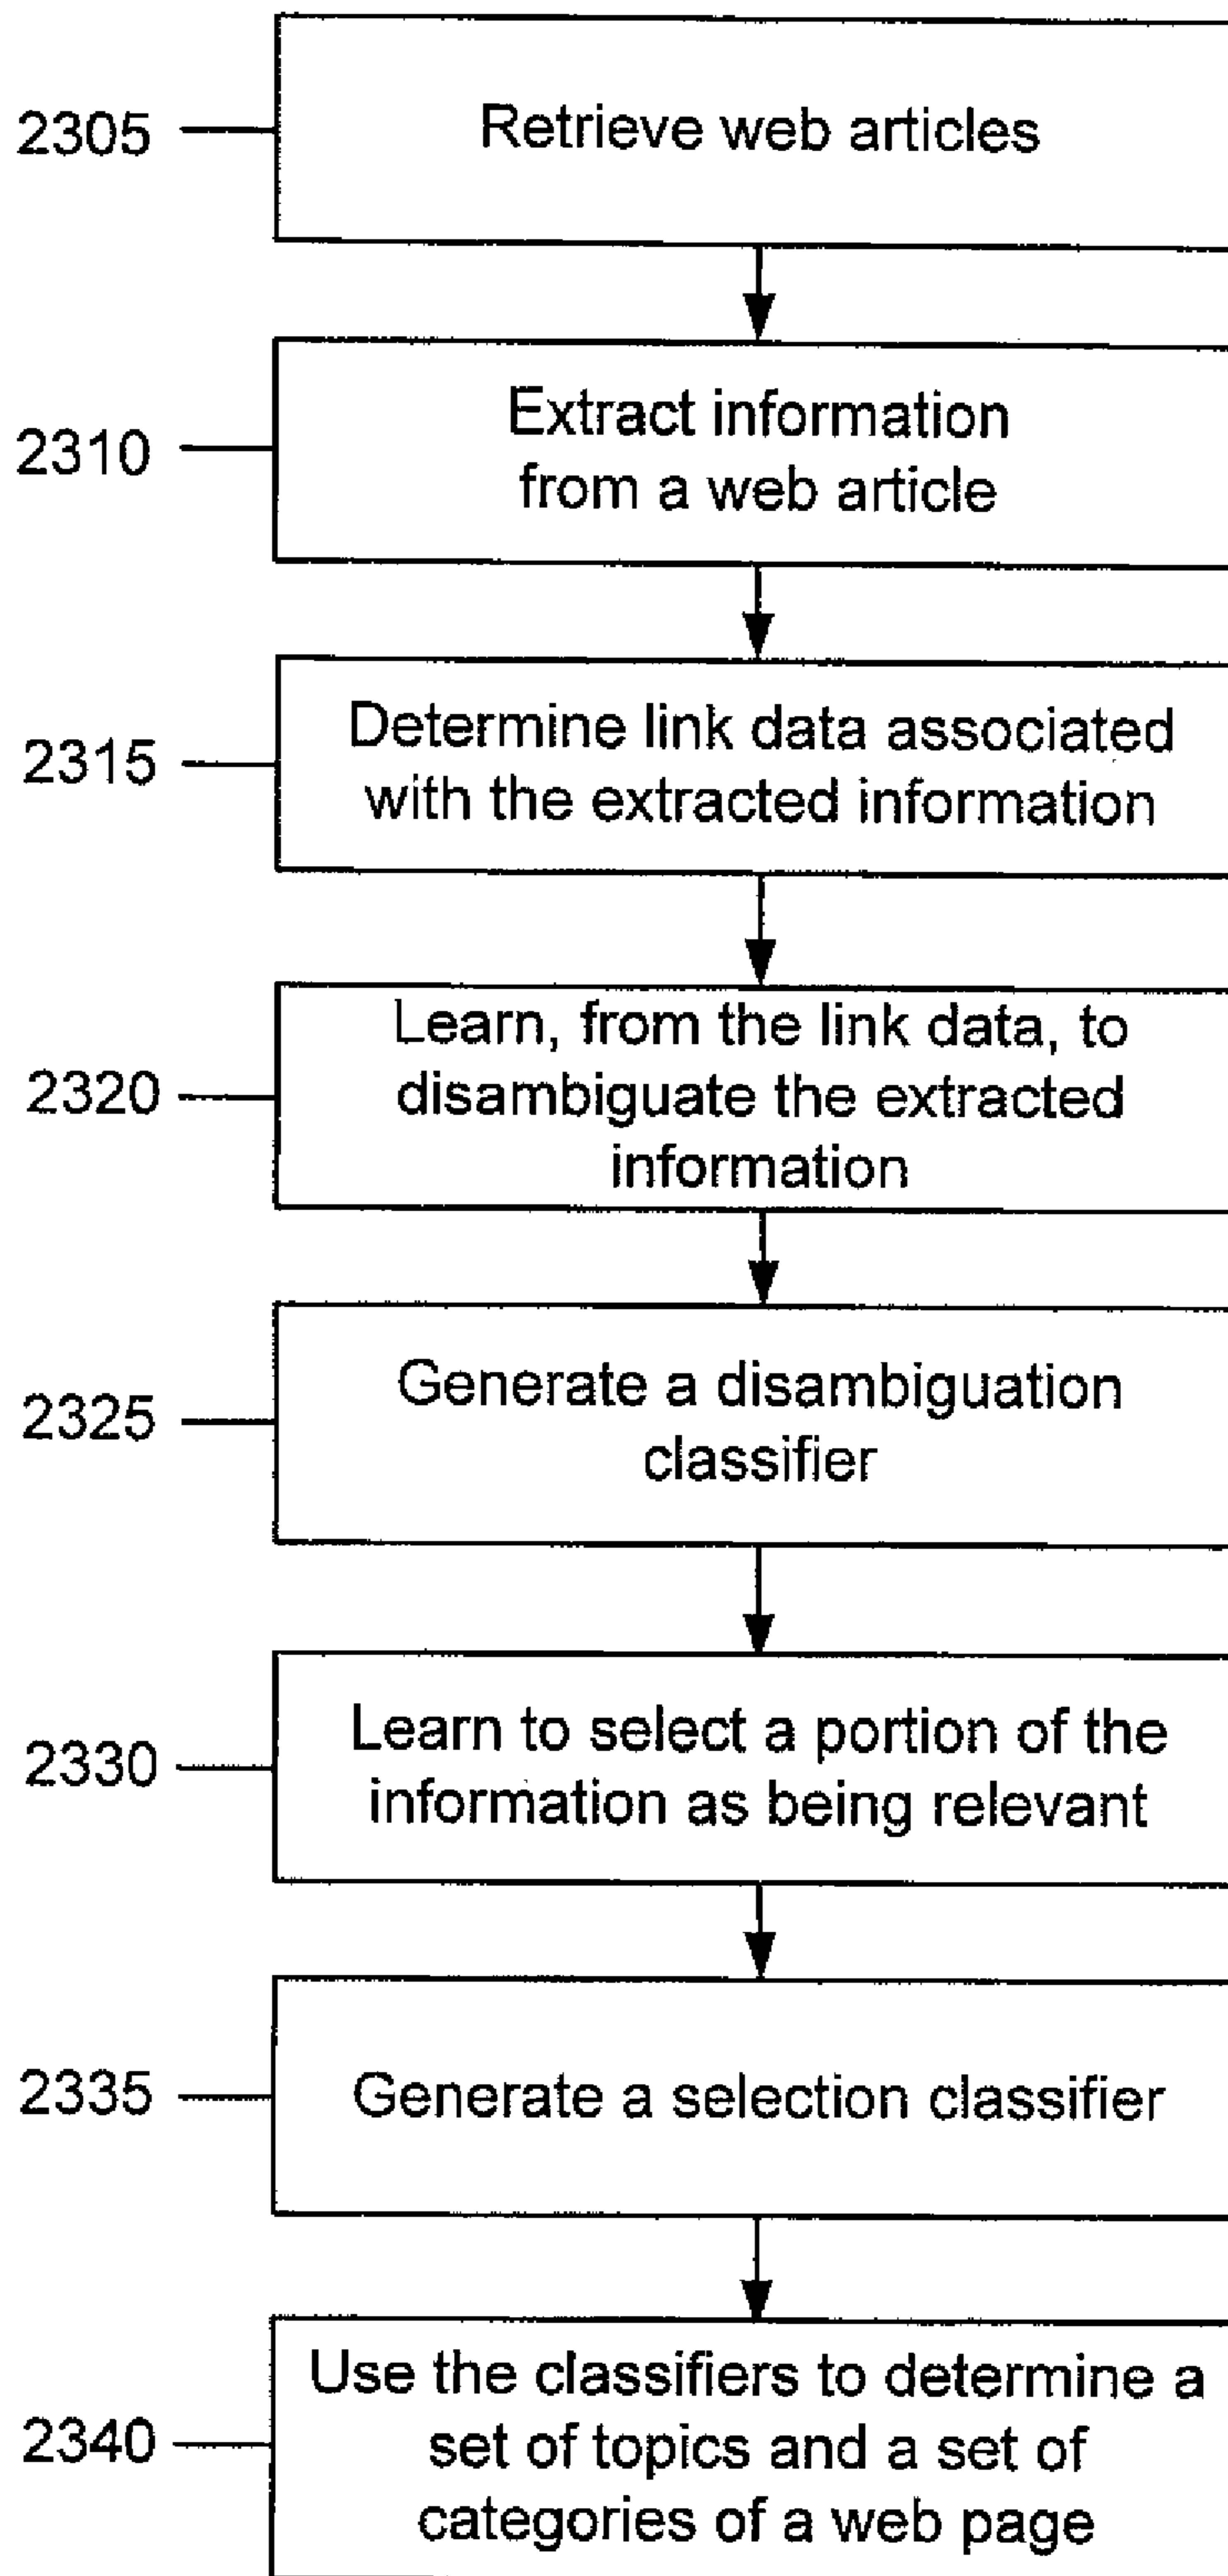 2305
Retrieve web articles
2310
Extract information
from a web article
2315
Determine link data associated
with the extracted information
2320
Learn, from the link data, to
disambiguate the extracted
information
2325
Generate a disambiguation
classifier
2330
Learn to select a portion of the
information as being relevant
2335
Generate a selection classifier
2340
Use the classifiers to determine a
set of topics and a set of
categories of a web page